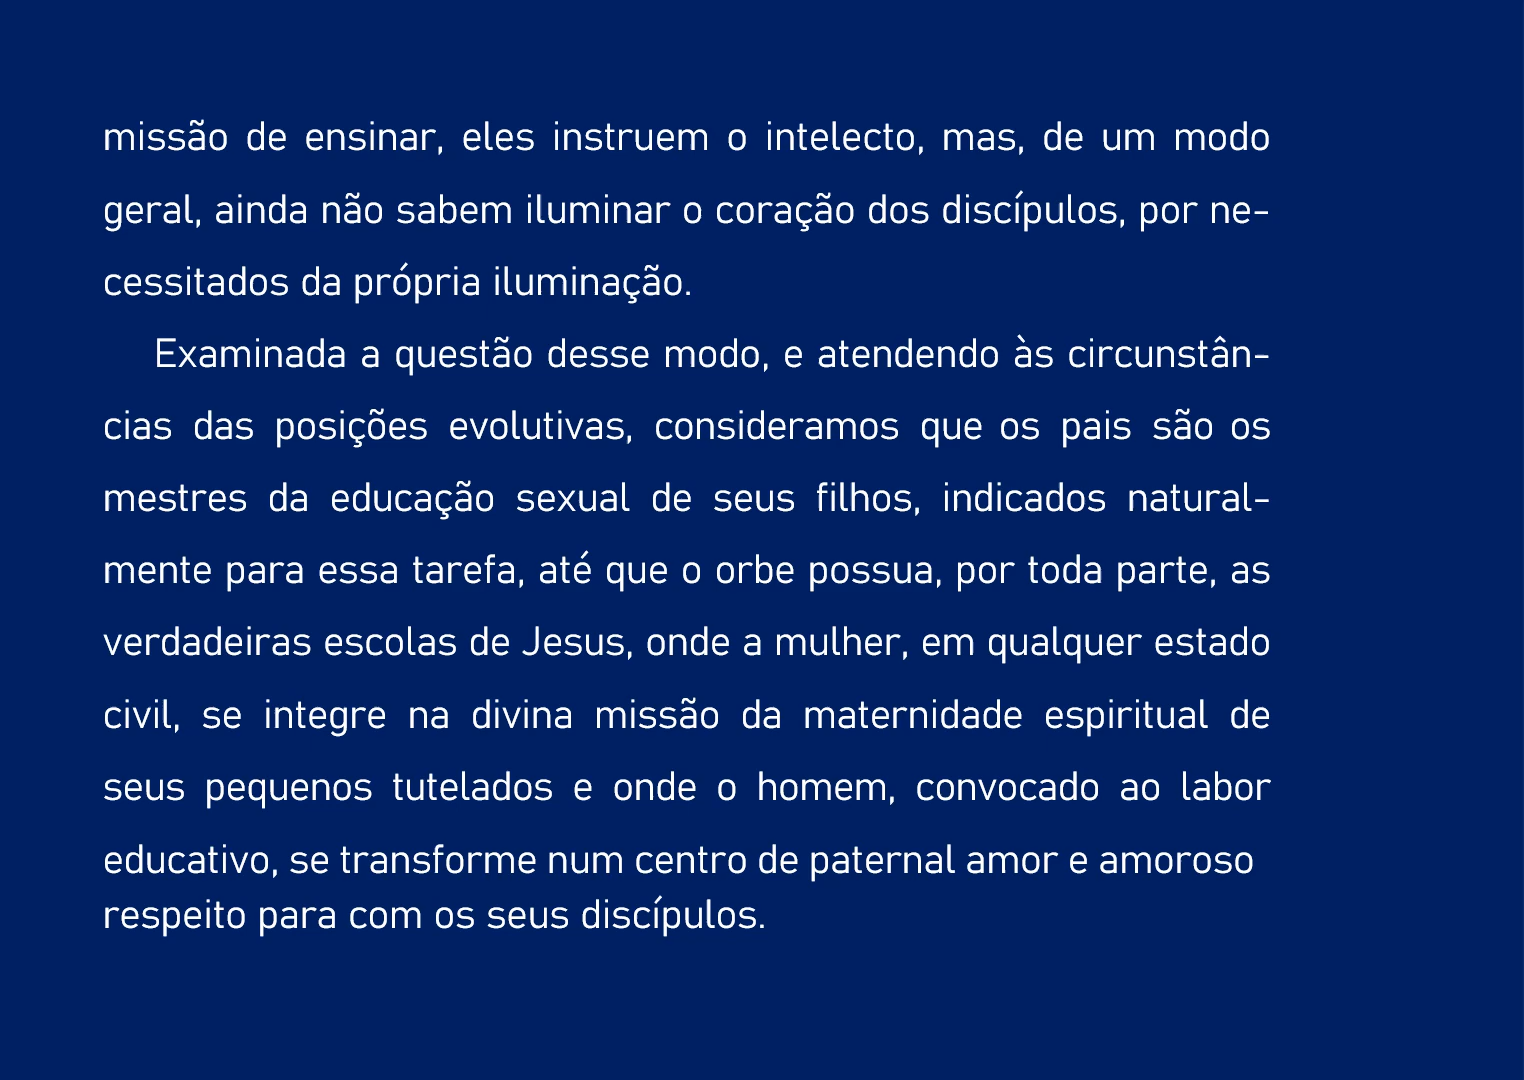 missão de ensinar, eles instruem o intelecto, mas, de um modo
geral, ainda não sabem iluminar o coração dos discípulos, por ne-
cessitados da própria iluminação.
Examinada a questão desse modo, e atendendo às circunstân-
cias das posições evolutivas, consideramos que os pais são os
mestres da educação sexual de seus filhos, indicados natural-
mente para essa tarefa, até que o orbe possua, por toda parte, as
verdadeiras escolas de Jesus, onde a mulher, em qualquer estado
civil, se integre na divina missão da maternidade espiritual de
seus pequenos tutelados e onde o homem, convocado ao labor
educativo, se transforme num centro de paternal amor e amoroso
respeito para com os seus discípulos.